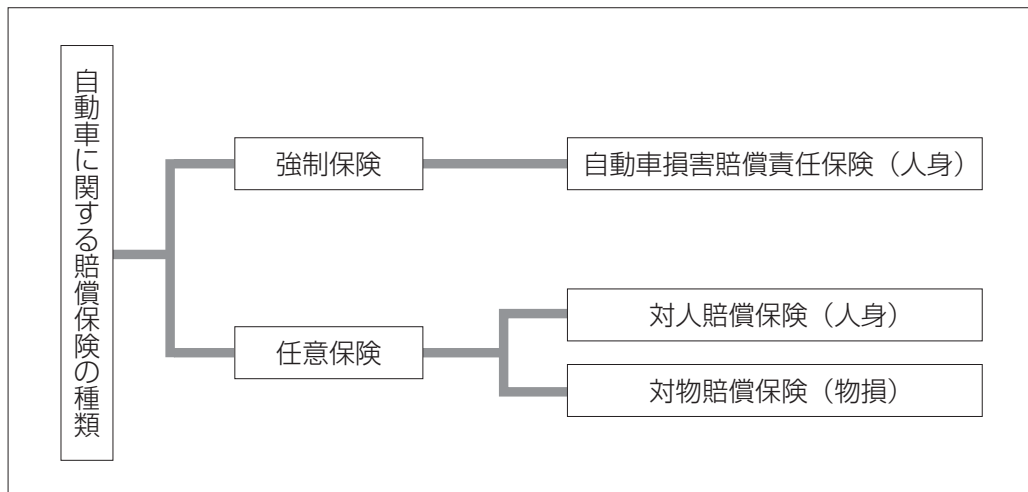 自動車に関する賠償保険の種類
強制保険
自動車損害賠償責任保険（人身）
任意保険
対人賠償保険（人身）
対物賠償保険（物損）